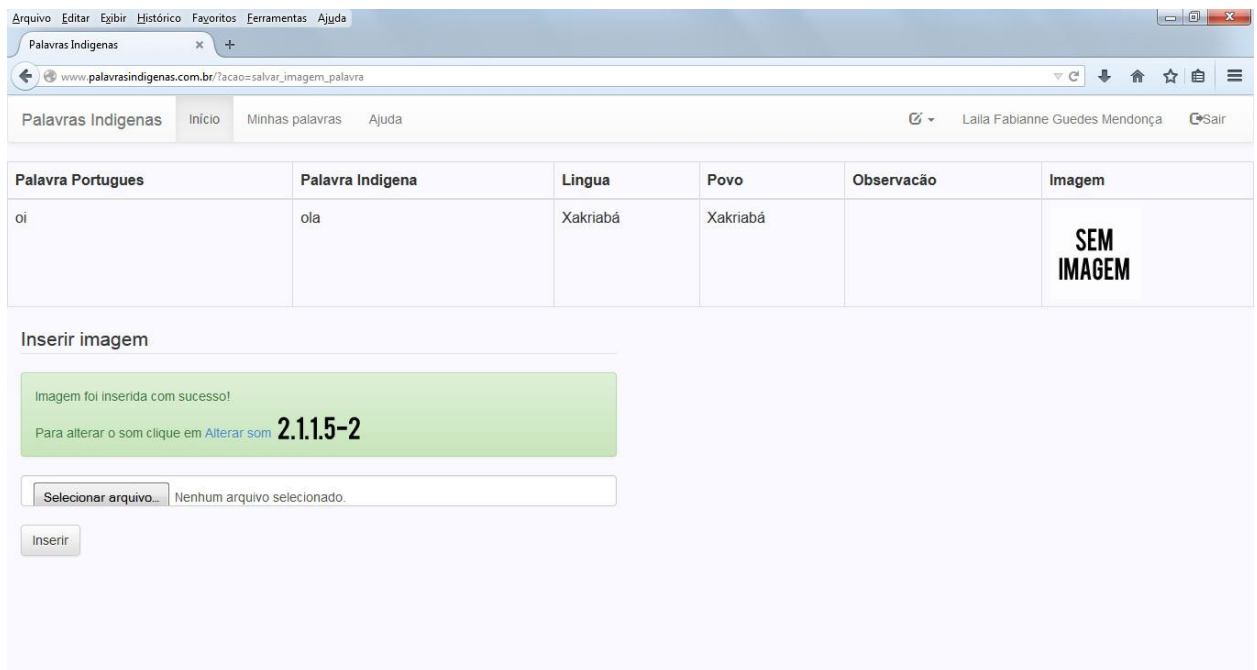 Arquivo Editar Exibir Histórico Favoritos Ferramentas Ajuda
Palavras Indigenas × +
www.palavrasindigenas.com.br/?acao=salvar_imagem_palavra
Palavras Indigenas Início Minhas palavras Ajuda Laila Fabianne Guedes Mendonça Sair
Palavra Portugues Palavra Indigena Lingua Povo Observacão Imagem
oi ola Xakriabá Xakriabá
SEM
IMAGEM
Inserir imagem
Imagem foi inserida com sucesso!
Para alterar o som clique em Alterar som 2.1.1.5-2
Selecionar arquivo... Nenhum arquivo selecionado.
Inserir